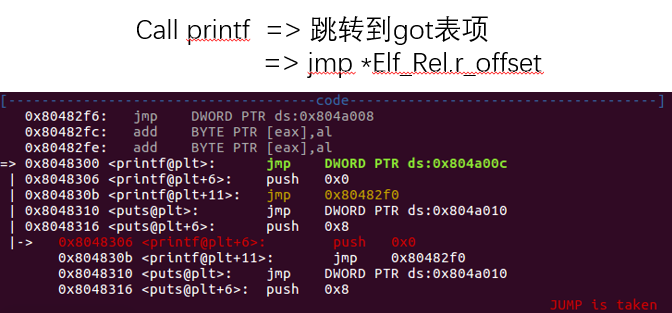 Call printf => 跳转到got表项
=> jmp *Elf_Rel.r_offset
[-------------------------------------code-------------------------------------]
0x80482f6: jmp DWORD PTR ds:0x804a008
0x80482fc: add BYTE PTR [eax],al
0x80482fe: add BYTE PTR [eax],al
=> 0x8048300 <printf@plt>: jmp DWORD PTR ds:0x804a00c
| 0x8048306 <printf@plt+6>: push 0x0
| 0x804830b <printf@plt+11>: jmp 0x80482f0
| 0x8048310 <puts@plt>: jmp DWORD PTR ds:0x804a010
| 0x8048316 <puts@plt+6>: push 0x8
|-> 0x8048306 <printf@plt+6>: push 0x0
0x804830b <printf@plt+11>: jmp 0x80482f0
0x8048310 <puts@plt>: jmp DWORD PTR ds:0x804a010
0x8048316 <puts@plt+6>: push 0x8
JUMP is taken